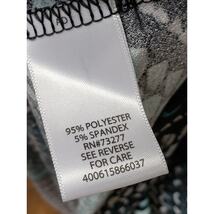 95% POLYESTER
5% SPANDEX
RN#73277
SEE REVERSE
FOR CARE
400615866037